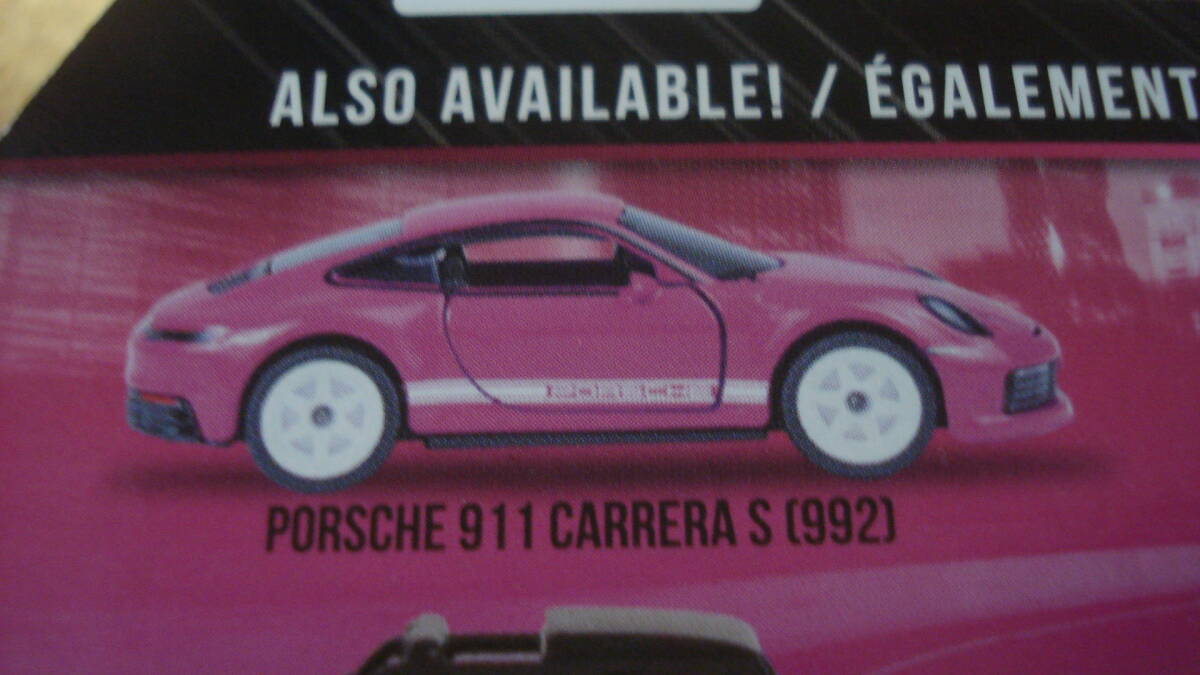 ALSO AVAILABLE! / ÉGALEMENT
PORSCHE 911 CARRERA S (992)